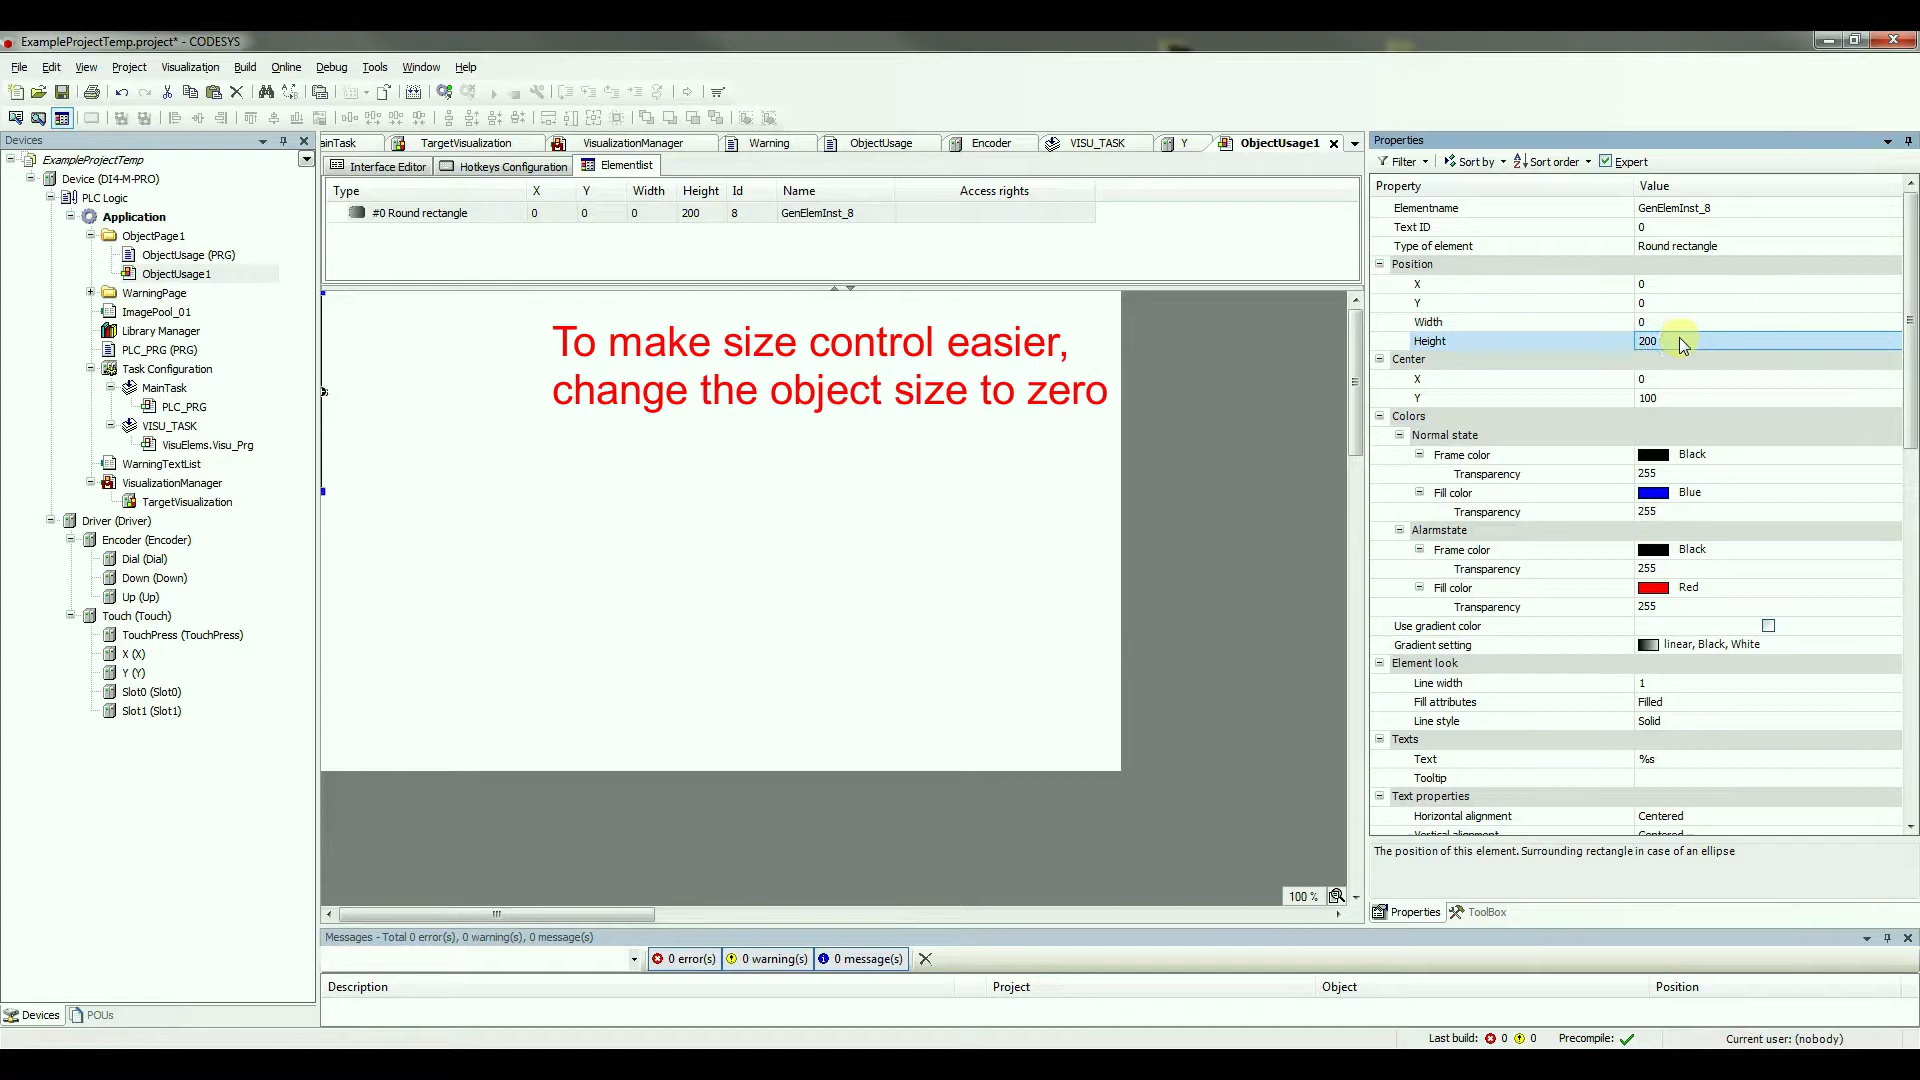 ExampleProjectTemp.project* - CODESYS
File Edit View Project Visualization Build Online Debug Tools Window Help
Devices
ExampleProjectTemp
Device (DI4-M-PRO)
PLC Logic
Application
ObjectPage1
ObjectUsage (PRG)
ObjectUsage1
WarningPage
ImagePool_01
Library Manager
PLC_PRG (PRG)
Task Configuration
MainTask
PLC_PRG
VISU_TASK
VisuElems.Visu_Prg
WarningTextList
VisualizationManager
TargetVisualization
Driver (Driver)
Encoder (Encoder)
Dial (Dial)
Down (Down)
Up (Up)
Touch (Touch)
TouchPress (TouchPress)
X (X)
Y (Y)
Slot0 (Slot0)
Slot1 (Slot1)
Devices POUs
ainTask TargetVisualization VisualizationManager Warning ObjectUsage Encoder VISU_TASK Y ObjectUsage1
Interface Editor Hotkeys Configuration Elementlist
Type X Y Width Height Id Name Access rights
#0 Round rectangle 0 0 0 200 8 GenElemInst_8
To make size control easier,
change the object size to zero
100 %
Messages - Total 0 error(s), 0 warning(s), 0 message(s)
0 error(s) 0 warning(s) 0 message(s)
Description Project Object Position
Properties
Filter Sort by Sort order Expert
Property Value
Elementname GenElemInst_8
Text ID 0
Type of element Round rectangle
Position
X 0
Y 0
Width 0
Height 200
Center
X 0
Y 100
Colors
Normal state
Frame color Black
Transparency 255
Fill color Blue
Transparency 255
Alarmstate
Frame color Black
Transparency 255
Fill color Red
Transparency 255
Use gradient color
Gradient setting linear, Black, White
Element look
Line width 1
Fill attributes Filled
Line style Solid
Texts
Text %s
Tooltip
Text properties
Horizontal alignment Centered
Vertical alignment Centered
The position of this element. Surrounding rectangle in case of an ellipse
Properties ToolBox
Last build: 0 0 Precompile: Current user: (nobody)